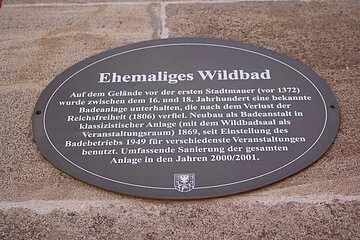 Ehemaliges Wildbad
Auf dem Gelände vor der ersten Stadtmauer (vor 1372)
wurde zwischen dem 16. und 18. Jahrhundert eine bekannte
Badeanlage unterhalten, die nach dem Verlust der
Reichsfreiheit (1806) verfiel. Neubau als Badeanstalt in
klassizistischer Anlage (mit dem Wildbadsaal als
Veranstaltungsraum) 1869, seit Einstellung des
Badebetriebs 1949 für verschiedenste Veranstaltungen
benutzt. Umfassende Sanierung der gesamten
Anlage in den Jahren 2000/2001.